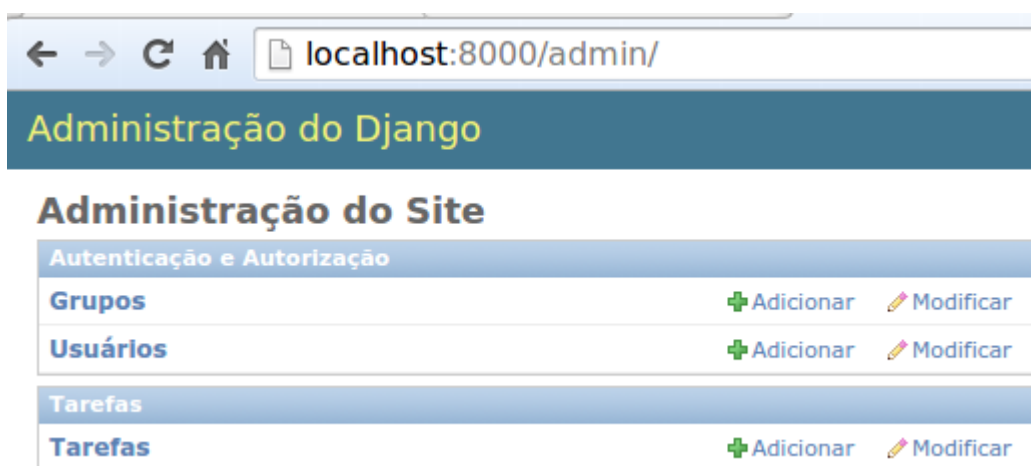 localhost:8000/admin/
Administração do Django
Administração do Site
Autenticação e Autorização
Grupos Adicionar Modificar
Usuários Adicionar Modificar
Tarefas
Tarefas Adicionar Modificar